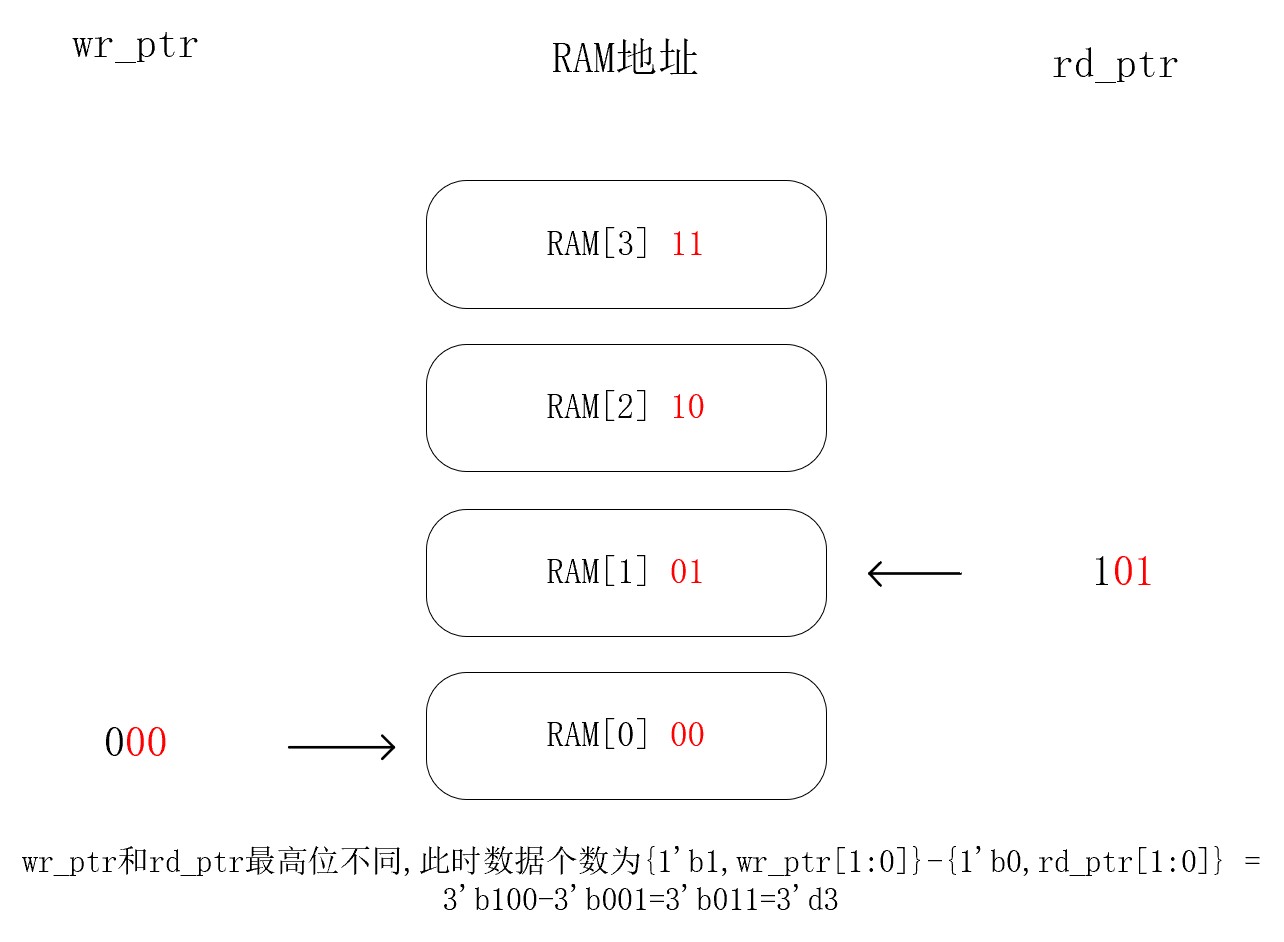 wr_ptr
RAM地址
rd_ptr
RAM[3] 11
RAM[2] 10
RAM[1] 01
101
RAM[0] 00
000
wr_ptr和rd_ptr最高位不同,此时数据个数为{1'b1,wr_ptr[1:0]}-{1'b0,rd_ptr[1:0]} =
3'b100-3'b001=3'b011=3'd3